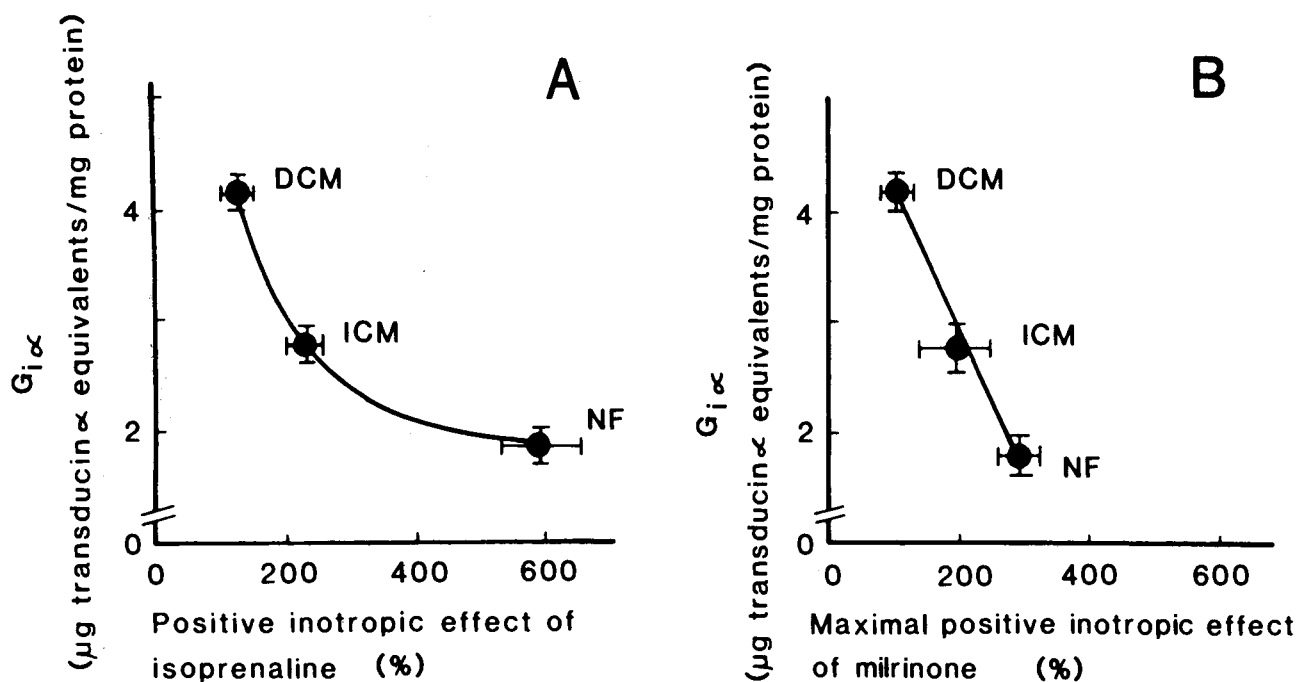 A
Giα
(µg transducin α equivalents/mg protein)
4
2
0
DCM
ICM
NF
0 200 400 600
Positive inotropic effect of
isoprenaline (%)
B
Giα
(µg transducin α equivalents/mg protein)
4
2
0
DCM
ICM
NF
0 200 400 600
Maximal positive inotropic effect
of milrinone (%)